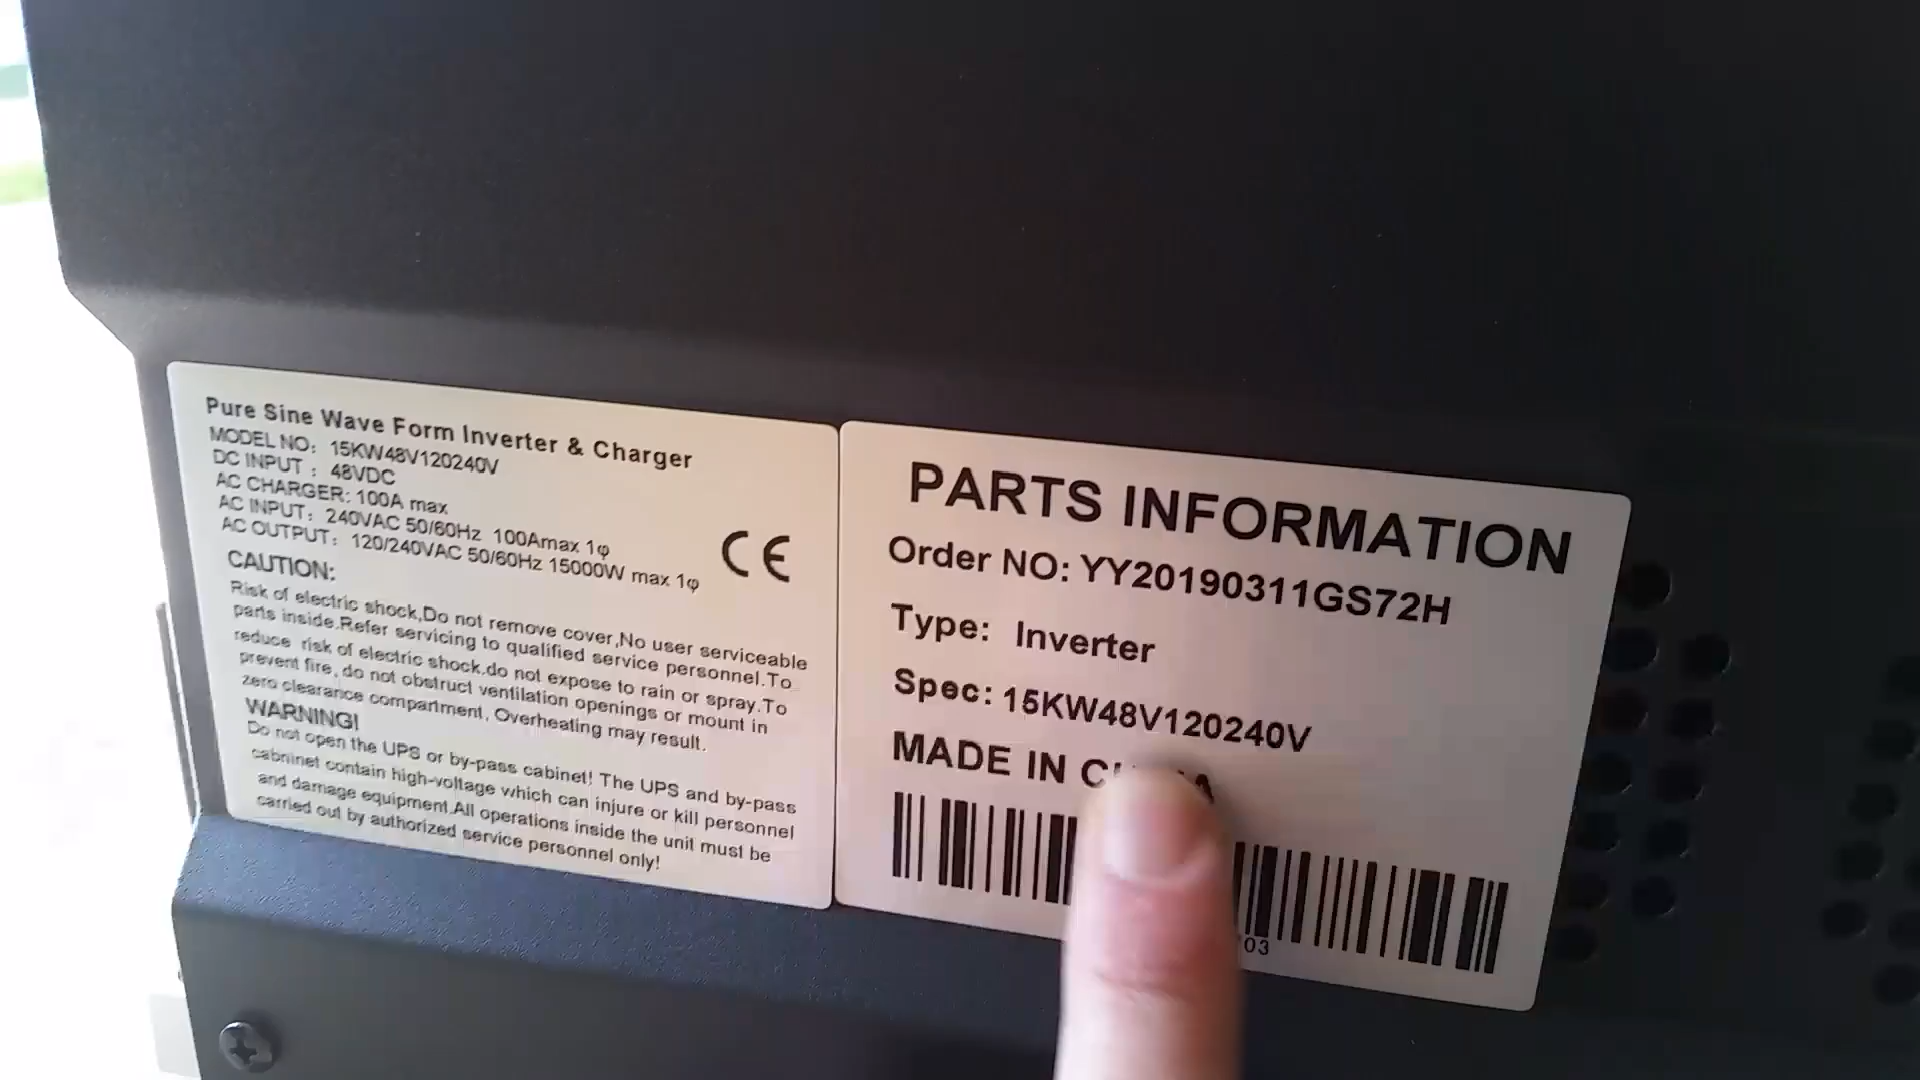 Pure Sine Wave Form Inverter & Charger
MODEL NO: 15KW48V120240V
DC INPUT : 48VDC
AC CHARGER: 100A max
AC INPUT: 240VAC 50/60Hz 100Amax 1φ
AC OUTPUT: 120/240VAC 50/60Hz 15000W max 1φ
CE
CAUTION:
Risk of electric shock,Do not remove cover,No user serviceable
parts inside.Refer servicing to qualified service personnel.To
reduce risk of electric shock.do not expose to rain or spray.To
prevent fire, do not obstruct ventilation openings or mount in
zero clearance compartment, Overheating may result.
WARNING!
Do not open the UPS or by-pass cabinet! The UPS and by-pass
cabninet contain high-voltage which can injure or kill personnel
and damage equipment.All operations inside the unit must be
carried out by authorized service personnel only!
PARTS INFORMATION
Order NO: YY20190311GS72H
Type: Inverter
Spec: 15KW48V120240V
MADE IN
03